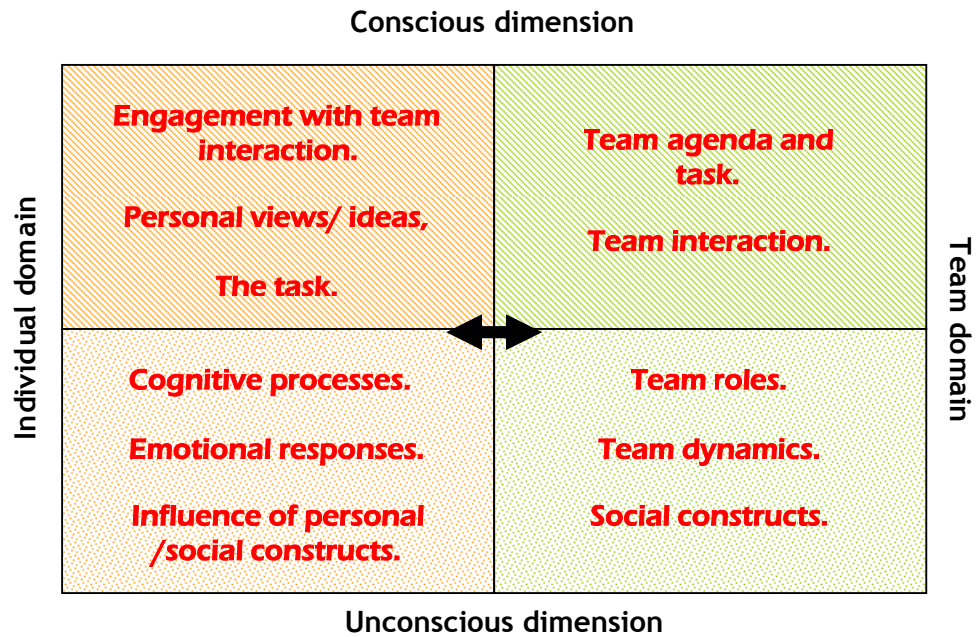 Conscious dimension
Individual domain
Engagement with team
interaction.
Personal views/ ideas,
The task.
Team agenda and
task.
Team interaction.
Team domain
Cognitive processes.
Emotional responses.
Influence of personal
/social constructs.
Team roles.
Team dynamics.
Social constructs.
Unconscious dimension